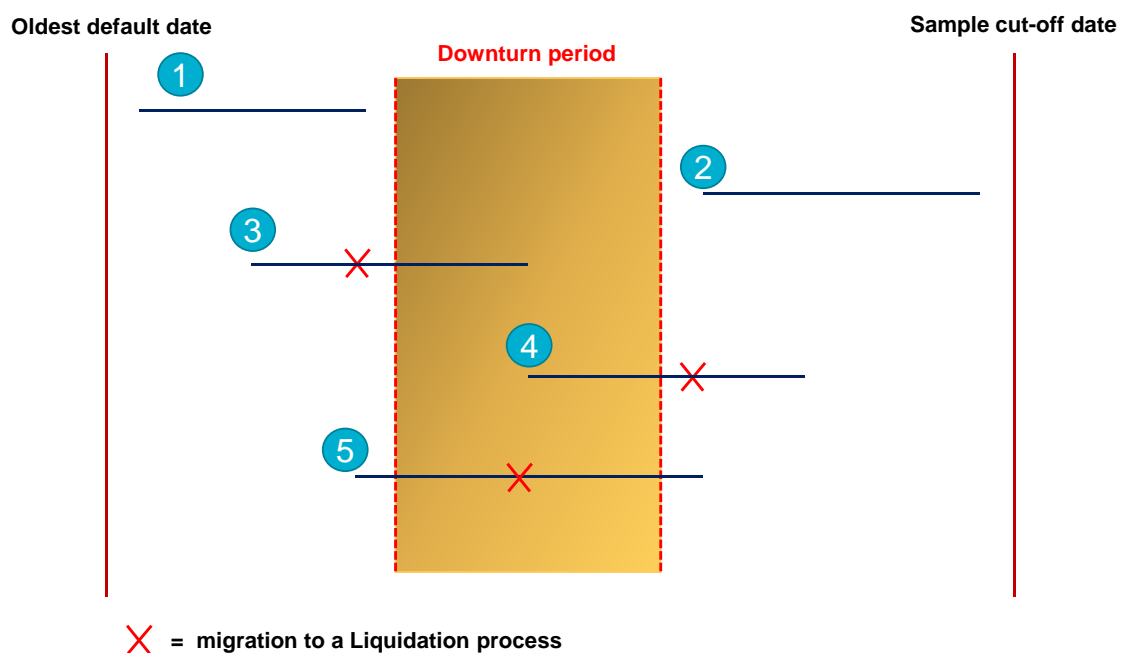 Oldest default date
Sample cut-off date
Downturn period
1
2
3
4
5
= migration to a Liquidation process